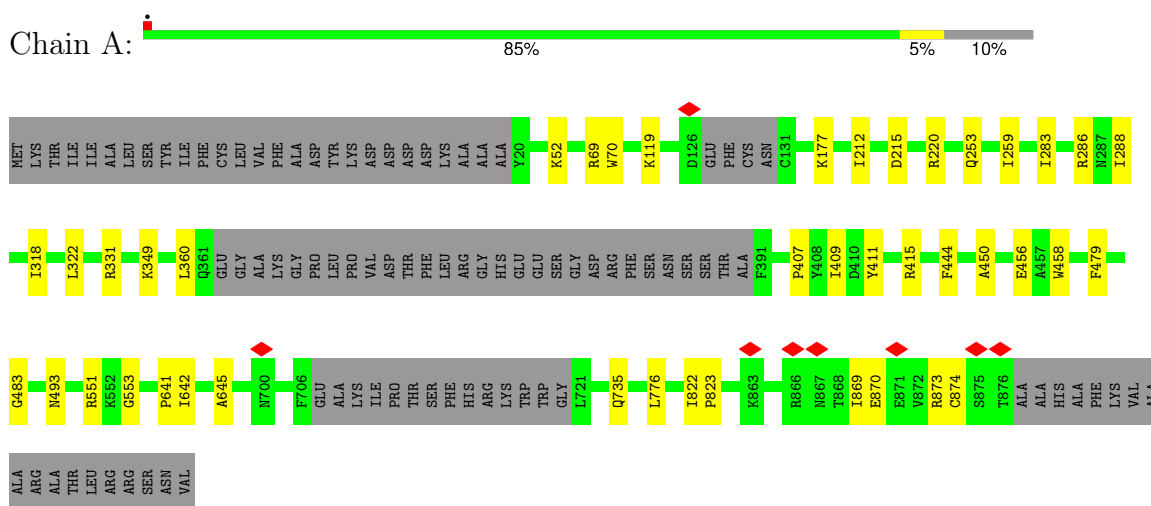 Chain A:
85% 5% 10%
MET LYS THR ILE ILE ALA LEU SER TYR ILE PHE CYS LEU VAL PHE ALA ASP TYR LYS ASP ASP ASP ASP LYS ALA ALA ALA Y20 K52 R69 W70 K119 D126 GLU PHE CYS ASN C131 K177 I212 D215 R220 Q253 I259 I283 R286 N287 I288
I318 L322 R331 K349 L360 Q361 GLU GLY ALA LYS GLY PRO LEU PRO VAL ASP THR PHE LEU ARG GLY HIS GLU GLU SER GLY ASP ARG PHE SER ASN SER SER THR ALA F391 P407 Y408 I409 D410 Y411 R415 F444 A450 E456 A457 W458 F479
G483 N493 R551 K552 G553 P641 I642 A645 N700 F706 GLU ALA LYS ILE PRO THR SER PHE HIS ARG LYS TRP TRP GLY L721 Q735 L776 I822 P823 K863 R866 N867 T868 I869 E870 E871 V872 R873 C874 S875 T876 ALA ALA HIS ALA PHE LYS VAL ALA
ALA ARG ALA THR LEU ARG ARG SER ASN VAL